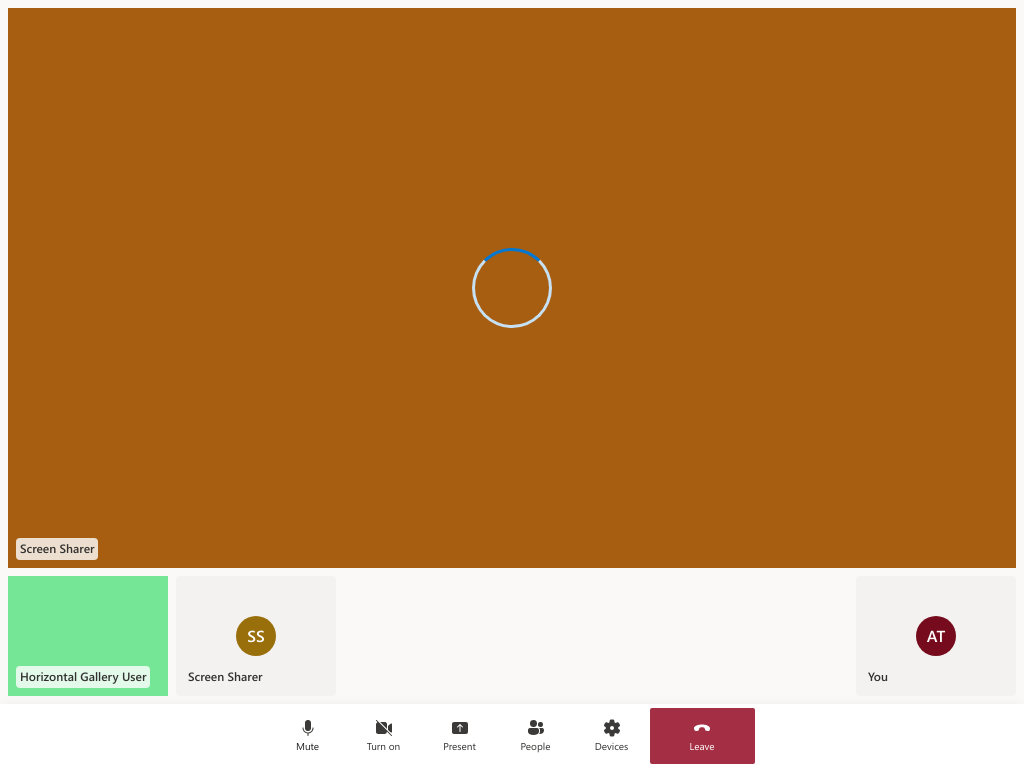 Screen Sharer
Horizontal Gallery User
SS
Screen Sharer
AT
You
Mute
Turn on
Present
People
Devices
Leave